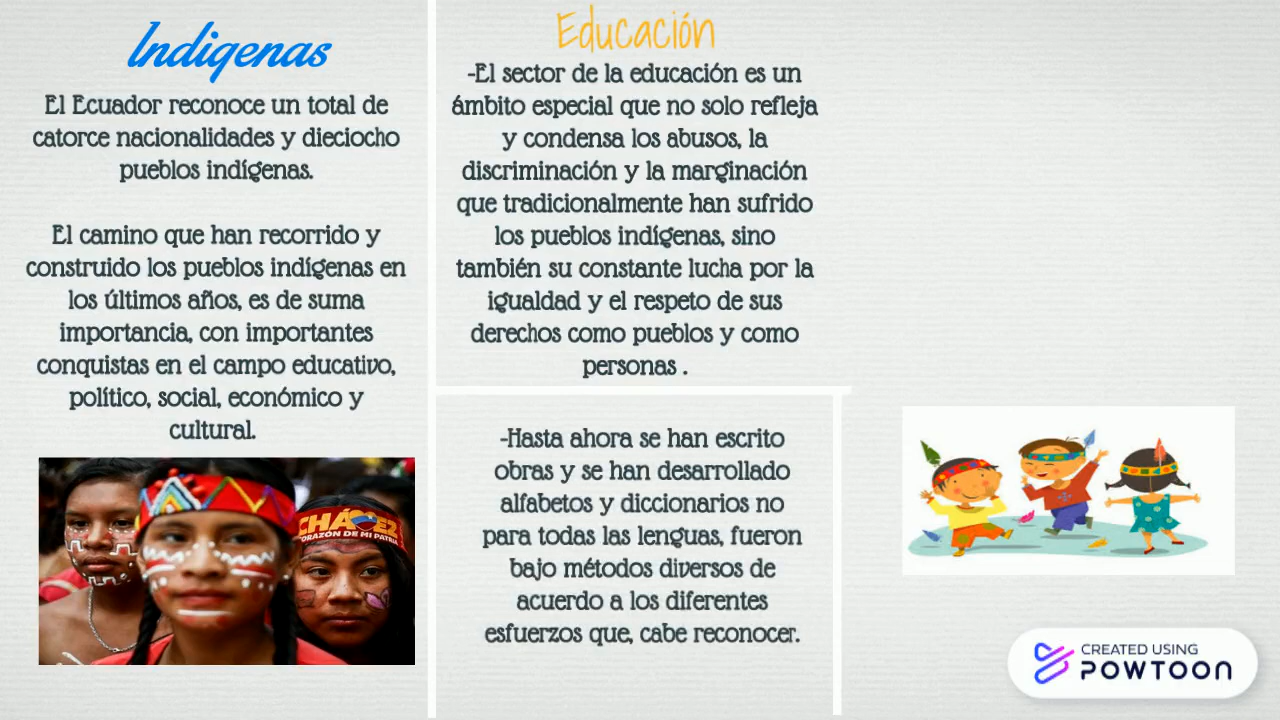 Indigenas
El Ecuador reconoce un total de
catorce nacionalidades y dieciocho
pueblos indígenas.
El camino que han recorrido y
construido los pueblos indígenas en
los últimos años, es de suma
importancia, con importantes
conquistas en el campo educativo,
político, social, económico y
cultural.
CHÁVEZ
CORAZÓN DE MI PATRIA
Educación
-El sector de la educación es un
ámbito especial que no solo refleja
y condensa los abusos, la
discriminación y la marginación
que tradicionalmente han sufrido
los pueblos indígenas, sino
también su constante lucha por la
igualdad y el respeto de sus
derechos como pueblos y como
personas .
-Hasta ahora se han escrito
obras y se han desarrollado
alfabetos y diccionarios no
para todas las lenguas, fueron
bajo métodos diversos de
acuerdo a los diferentes
esfuerzos que, cabe reconocer.
CREATED USING
POWTOON